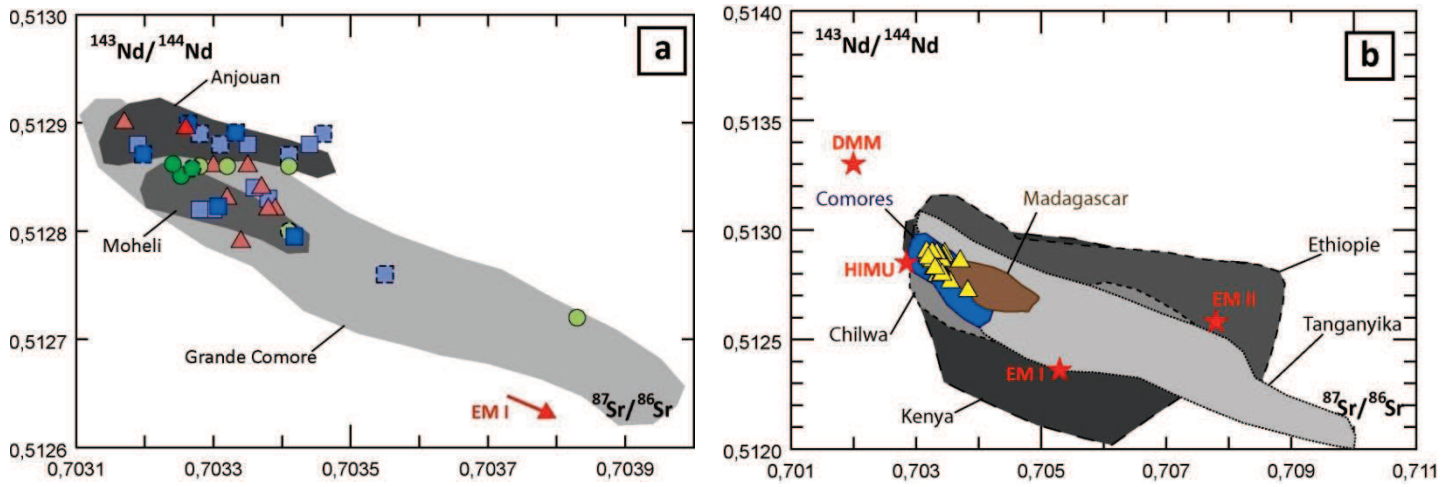 0,5130
0,5129
0,5128
0,5127
0,5126
¹⁴³Nd/¹⁴⁴Nd
a
Anjouan
Moheli
Grande Comore
EM I
⁸⁷Sr/⁸⁶Sr
0,7031
0,7033
0,7035
0,7037
0,7039
0,5140
0,5135
0,5130
0,5125
0,5120
¹⁴³Nd/¹⁴⁴Nd
b
DMM
Comores
Madagascar
Ethiopie
HIMU
EM II
Chilwa
Tanganyika
EM I
Kenya
⁸⁷Sr/⁸⁶Sr
0,701
0,703
0,705
0,707
0,709
0,711